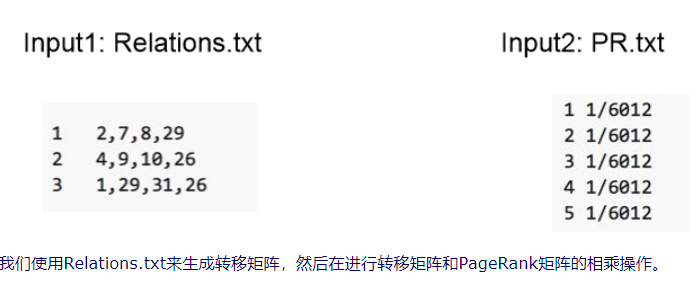 Input1: Relations.txt
Input2: PR.txt
1 2,7,8,29
2 4,9,10,26
3 1,29,31,26
1 1/6012
2 1/6012
3 1/6012
4 1/6012
5 1/6012
我们使用Relations.txt来生成转移矩阵，然后在进行转移矩阵和PageRank矩阵的相乘操作。